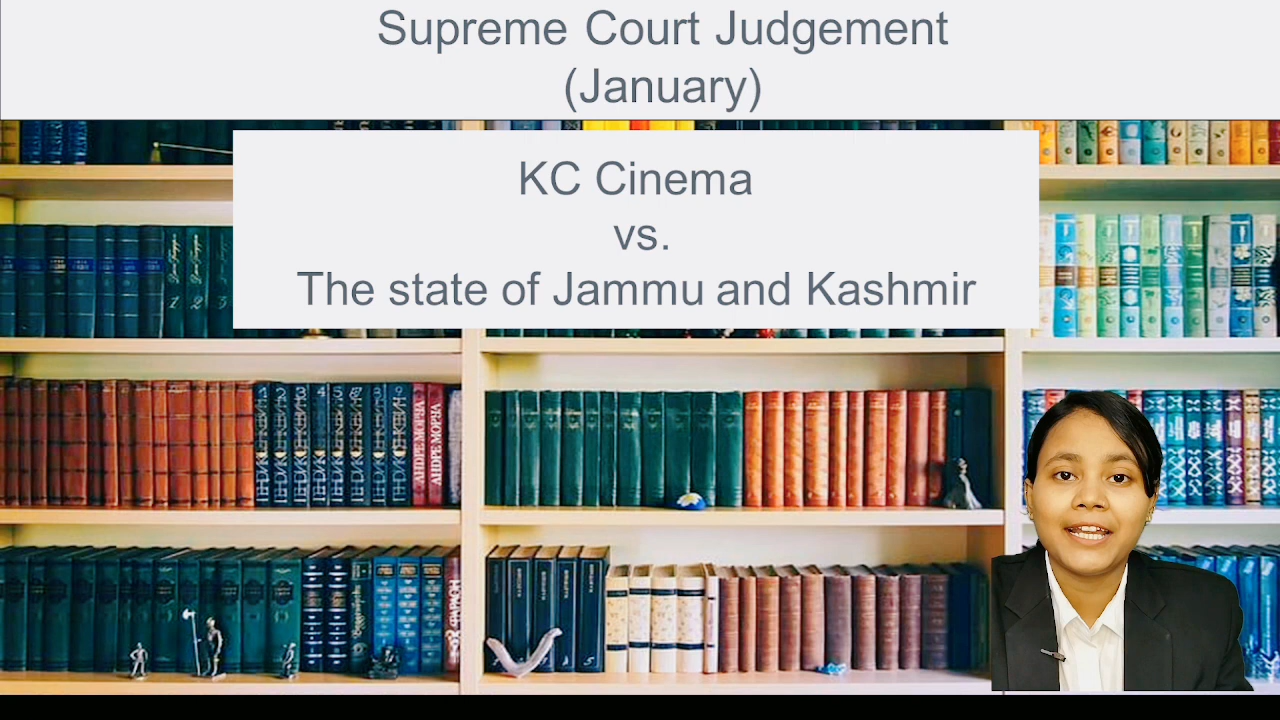 Supreme Court Judgement
(January)
KC Cinema
vs.
The state of Jammu and Kashmir